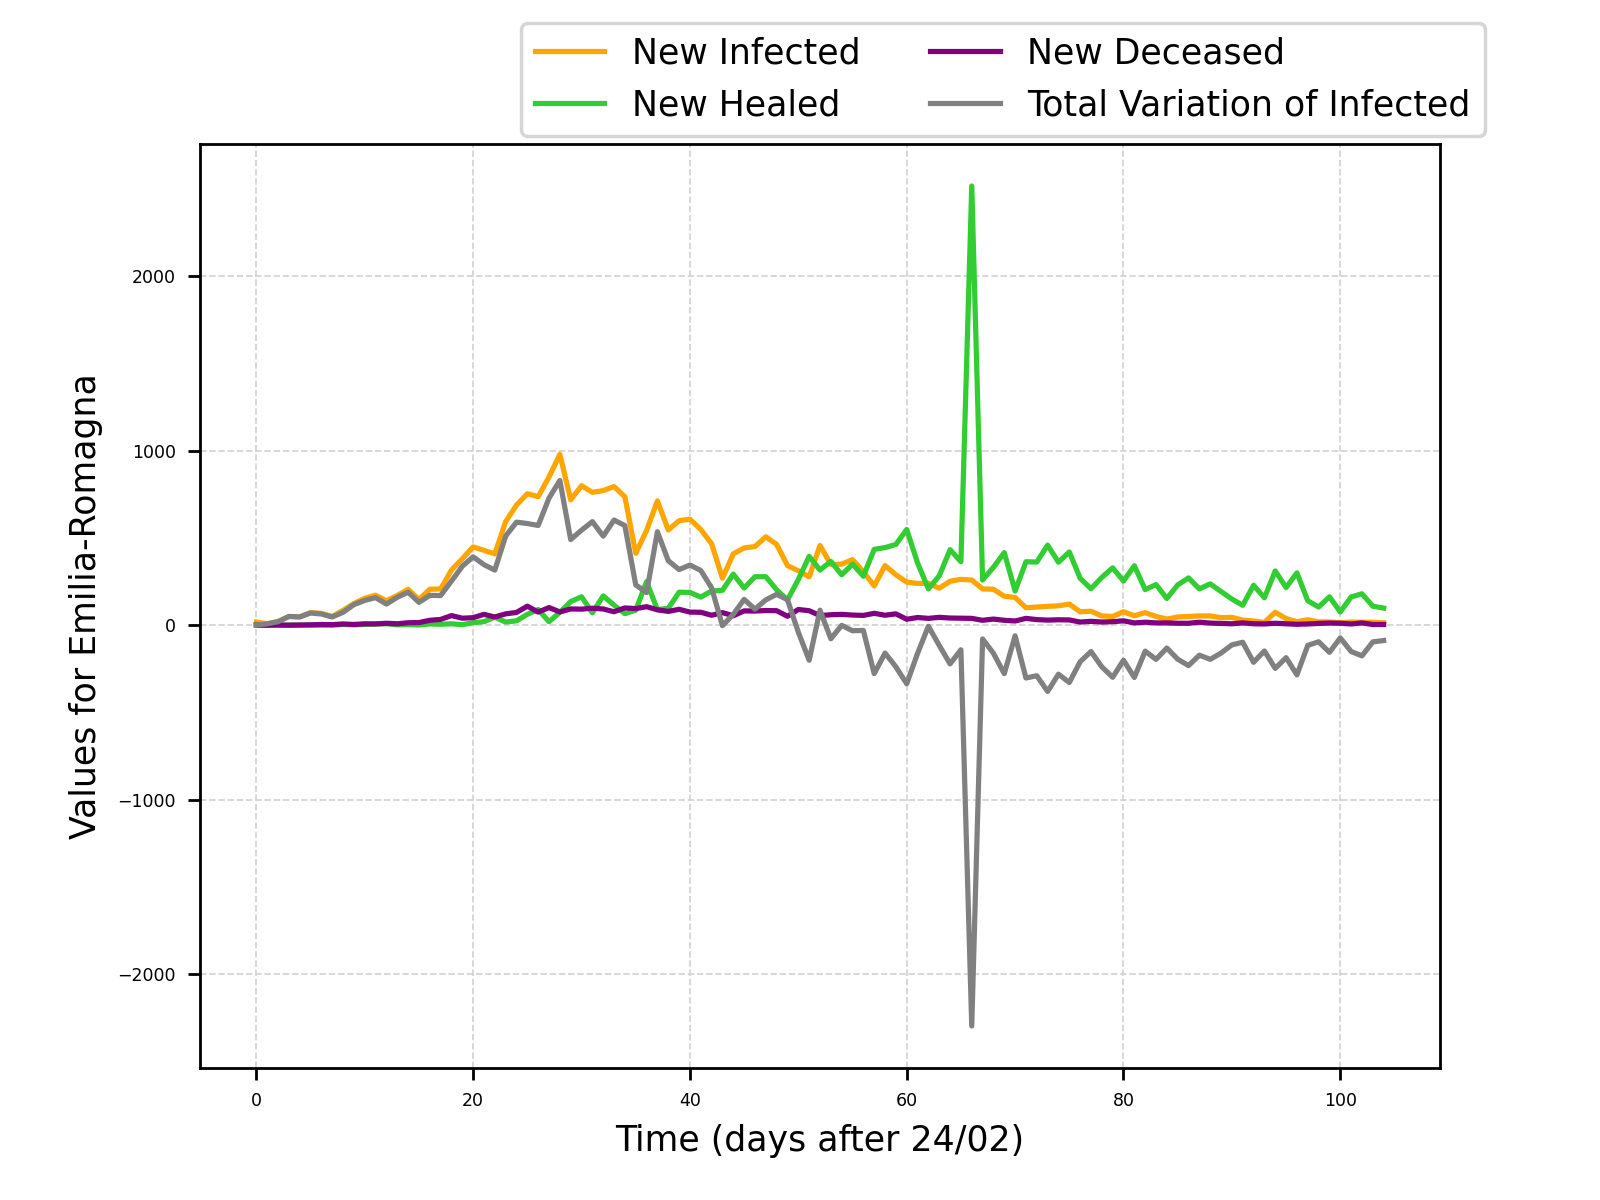 New Infected
New Healed
New Deceased
Total Variation of Infected
Values for Emilia-Romagna
2000
1000
0
−1000
−2000
0 20 40 60 80 100
Time (days after 24/02)